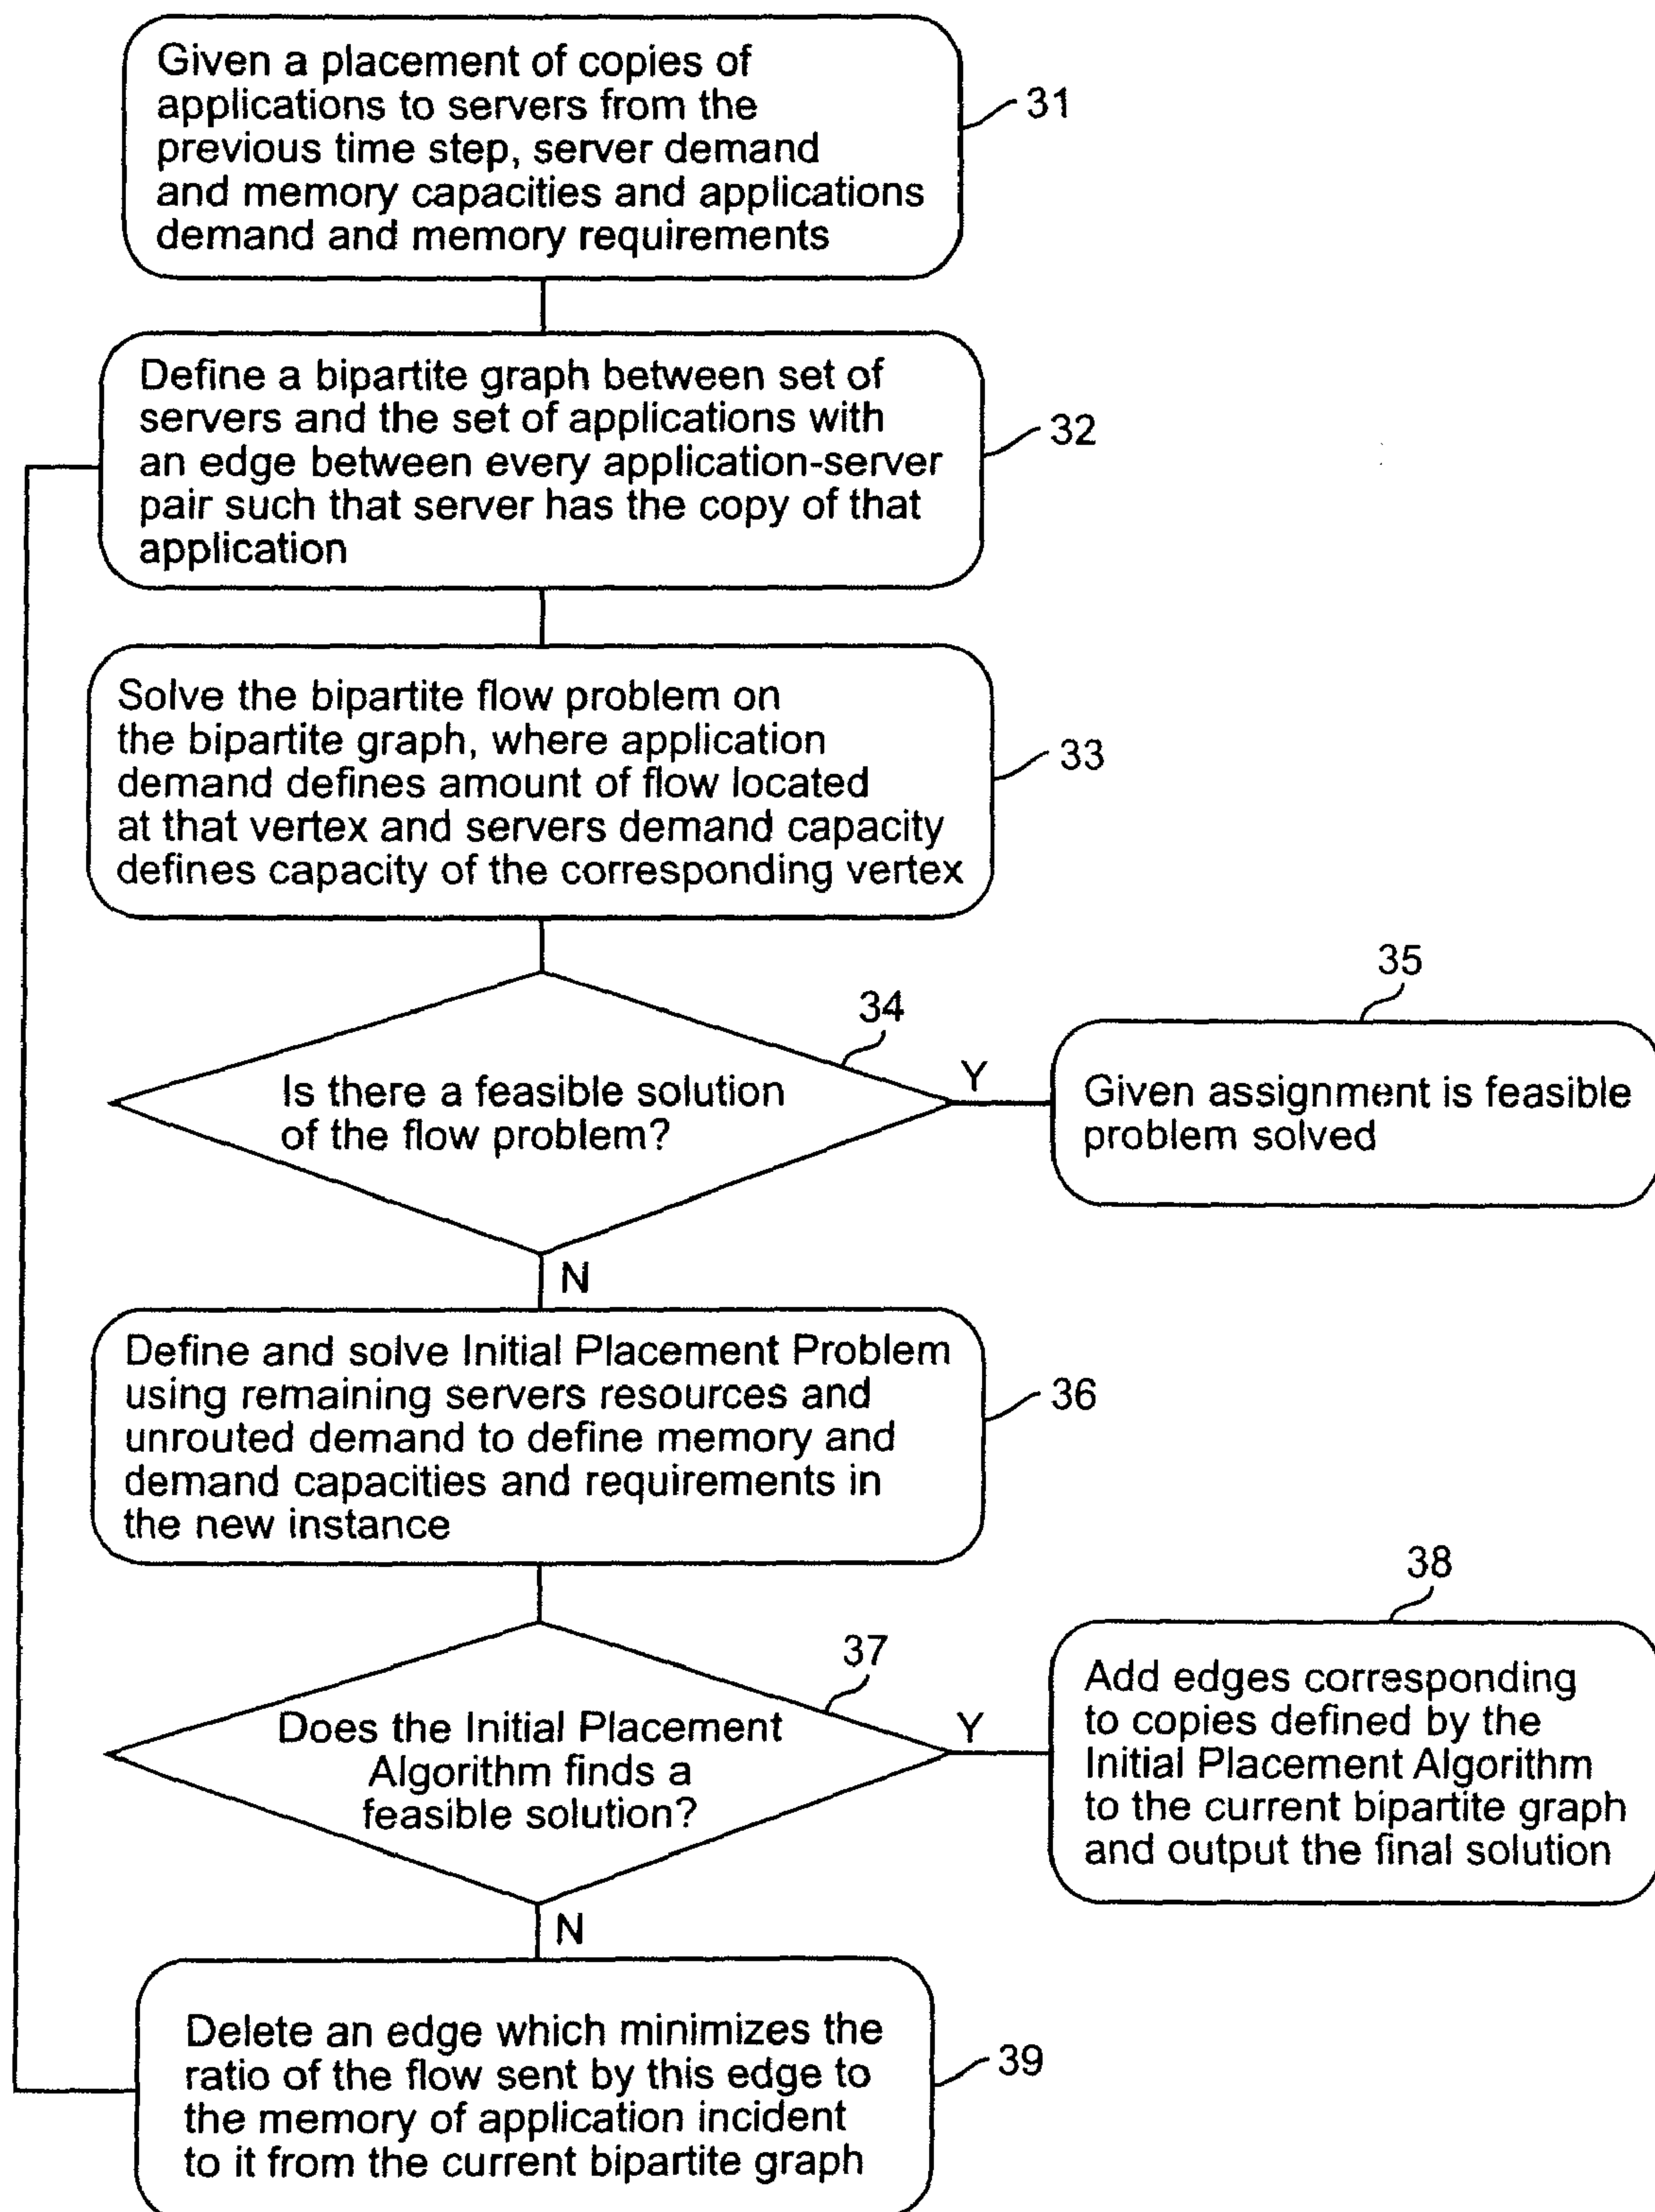 Given a placement of copies of
applications to servers from the
previous time step, server demand
and memory capacities and applications
demand and memory requirements
31
Define a bipartite graph between set of
servers and the set of applications with
an edge between every application-server
pair such that server has the copy of that
application
32
Solve the bipartite flow problem on
the bipartite graph, where application
demand defines amount of flow located
at that vertex and servers demand capacity
defines capacity of the corresponding vertex
33
34
Is there a feasible solution
of the flow problem?
Y
35
Given assignment is feasible
problem solved
N
Define and solve Initial Placement Problem
using remaining servers resources and
unrouted demand to define memory and
demand capacities and requirements in
the new instance
36
37
Does the Initial Placement
Algorithm finds a
feasible solution?
Y
38
Add edges corresponding
to copies defined by the
Initial Placement Algorithm
to the current bipartite graph
and output the final solution
N
Delete an edge which minimizes the
ratio of the flow sent by this edge to
the memory of application incident
to it from the current bipartite graph
39